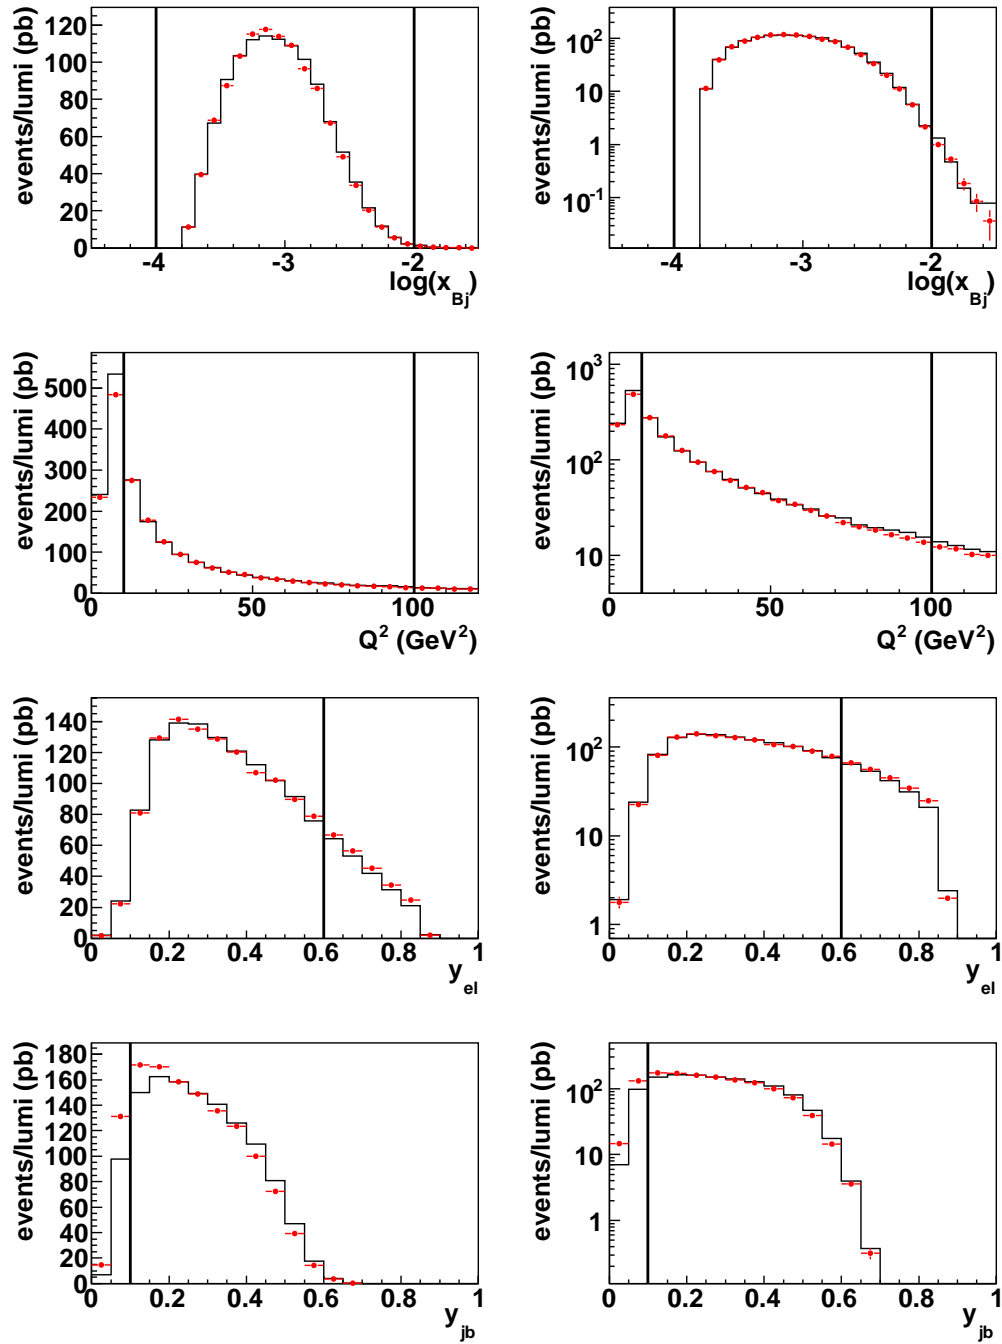 events/lumi (pb)
120
100
80
60
40
20
0
-4 -3 -2
log(x_Bj)
events/lumi (pb)
10^2
10
1
10^-1
-4 -3 -2
log(x_Bj)
events/lumi (pb)
500
400
300
200
100
0
0 50 100
Q^2 (GeV^2)
events/lumi (pb)
10^3
10^2
10
0 50 100
Q^2 (GeV^2)
events/lumi (pb)
140
120
100
80
60
40
20
0
0 0.2 0.4 0.6 0.8 1
y_el
events/lumi (pb)
10^2
10
1
0 0.2 0.4 0.6 0.8 1
y_el
events/lumi (pb)
180
160
140
120
100
80
60
40
20
0
0 0.2 0.4 0.6 0.8 1
y_jb
events/lumi (pb)
10^2
10
1
0 0.2 0.4 0.6 0.8 1
y_jb